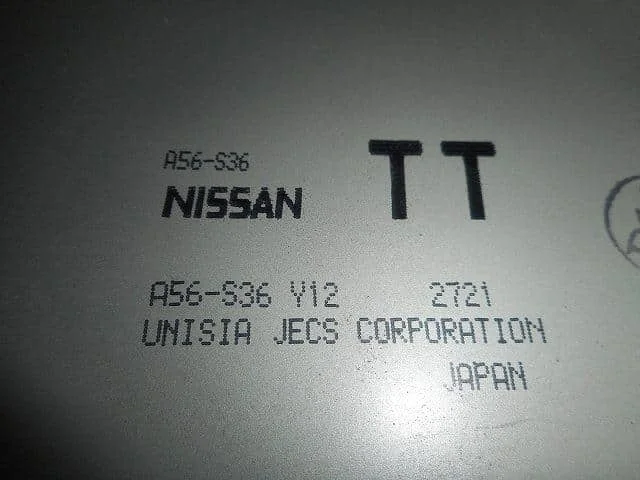 A56-S36
NISSAN TT
A56-S36 Y12 2721
UNISIA JECS CORPORATION
JAPAN